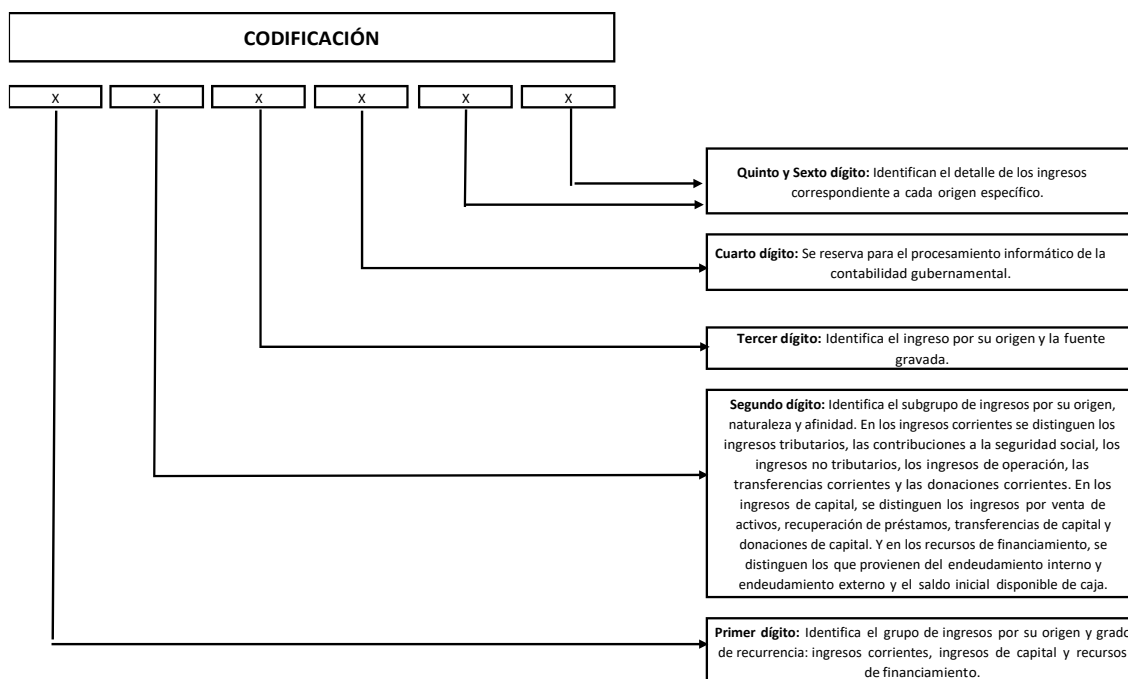 CODIFICACIÓN
X X X X X X
Quinto y Sexto dígito: Identifican el detalle de los ingresos
correspondiente a cada origen específico.
Cuarto dígito: Se reserva para el procesamiento informático de la
contabilidad gubernamental.
Tercer dígito: Identifica el ingreso por su origen y la fuente
gravada.
Segundo dígito: Identifica el subgrupo de ingresos por su origen,
naturaleza y afinidad. En los ingresos corrientes se distinguen los
ingresos tributarios, las contribuciones a la seguridad social, los
ingresos no tributarios, los ingresos de operación, las
transferencias corrientes y las donaciones corrientes. En los
ingresos de capital, se distinguen los ingresos por venta de
activos, recuperación de préstamos, transferencias de capital y
donaciones de capital. Y en los recursos de financiamiento, se
distinguen los que provienen del endeudamiento interno y
endeudamiento externo y el saldo inicial disponible de caja.
Primer dígito: Identifica el grupo de ingresos por su origen y grado
de recurrencia: ingresos corrientes, ingresos de capital y recursos
de financiamiento.